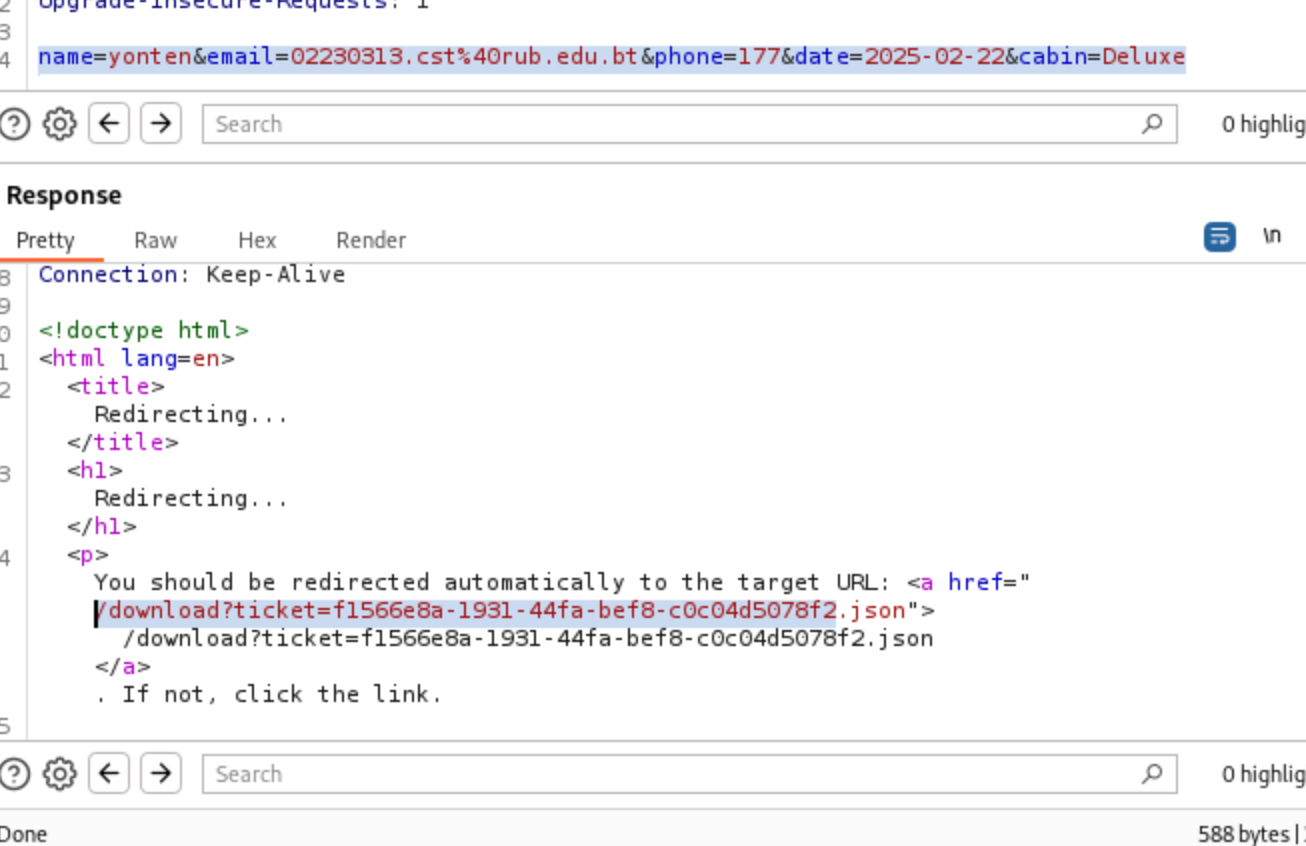 2 Upgrade-Insecure-Requests: 1
3
4 name=yonten&email=02230313.cst%40rub.edu.bt&phone=177&date=2025-02-22&cabin=Deluxe
? Search 0 highlig
Response
Pretty Raw Hex Render \n
8 Connection: Keep-Alive
9
0 <!doctype html>
1 <html lang=en>
2 <title>
Redirecting...
</title>
3 <h1>
Redirecting...
</h1>
4 <p>
You should be redirected automatically to the target URL: <a href="
/download?ticket=f1566e8a-1931-44fa-bef8-c0c04d5078f2.json">
/download?ticket=f1566e8a-1931-44fa-bef8-c0c04d5078f2.json
</a>
. If not, click the link.
5
? Search 0 highlig
Done 588 bytes |